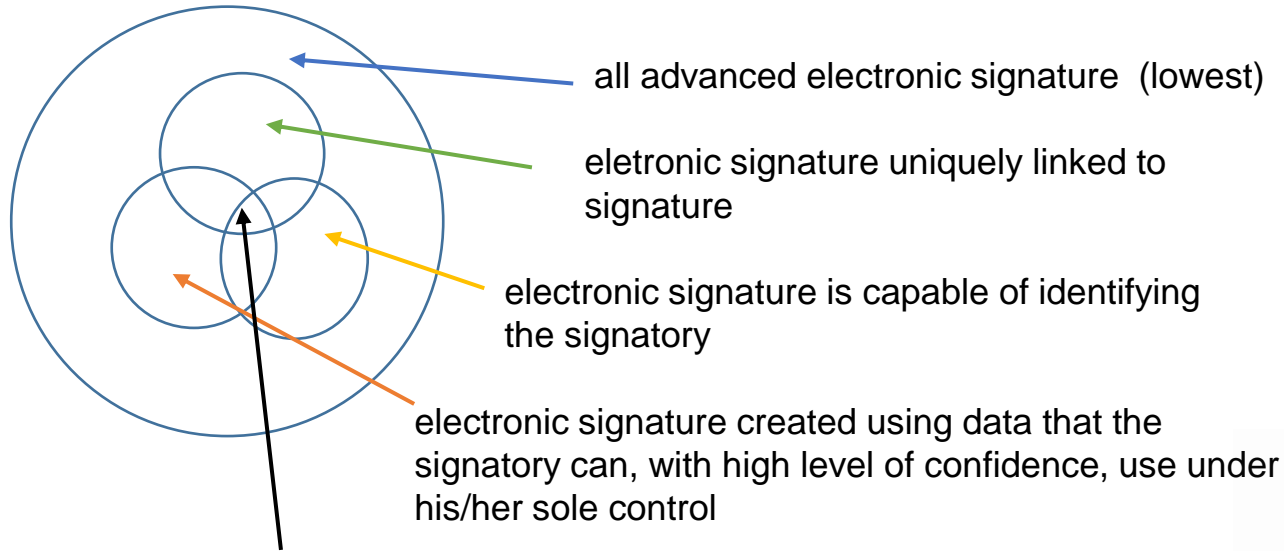 all advanced electronic signature  (lowest)
eletronic signature uniquely linked to
signature
electronic signature is capable of identifying
the signatory
electronic signature created using data that the
signatory can, with high level of confidence, use under
his/her sole control